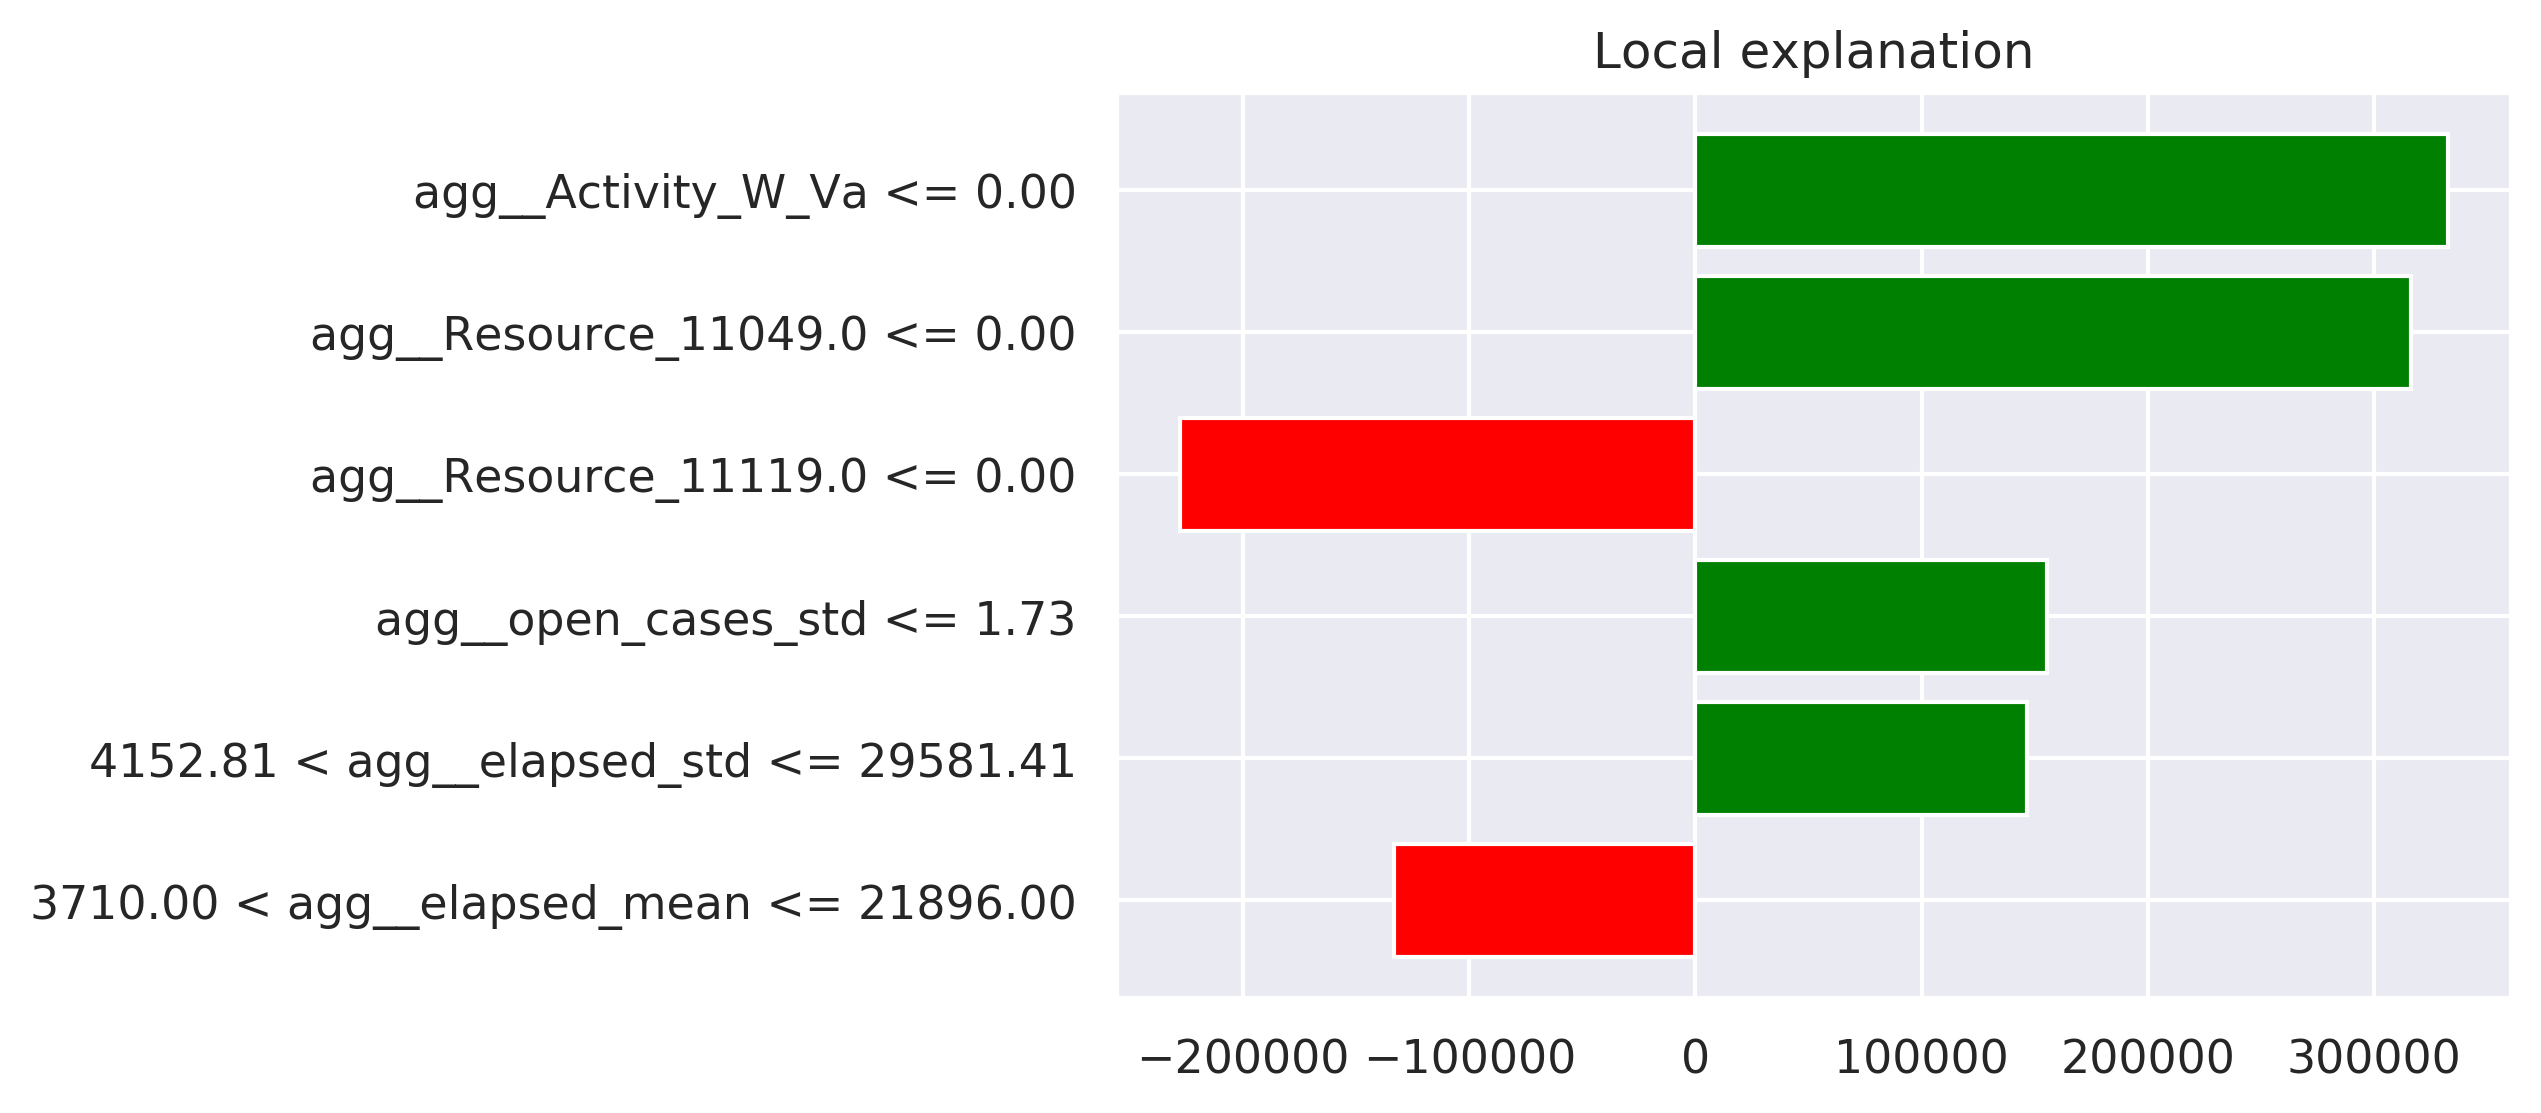 Local explanation
agg__Activity_W_Va <= 0.00
agg__Resource_11049.0 <= 0.00
agg__Resource_11119.0 <= 0.00
agg__open_cases_std <= 1.73
4152.81 < agg__elapsed_std <= 29581.41
3710.00 < agg__elapsed_mean <= 21896.00
−200000 −100000 0 100000 200000 300000